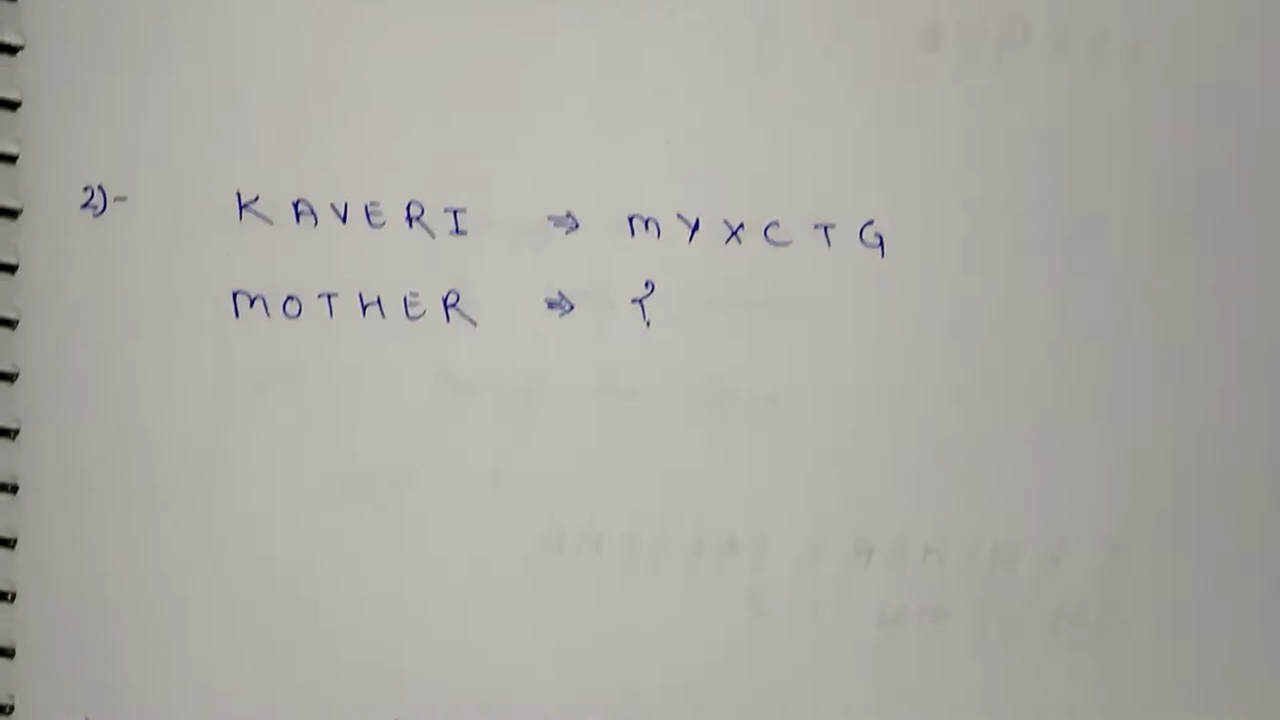 2)- KAVERI ⇒ MYXCTG
MOTHER ⇒ ?